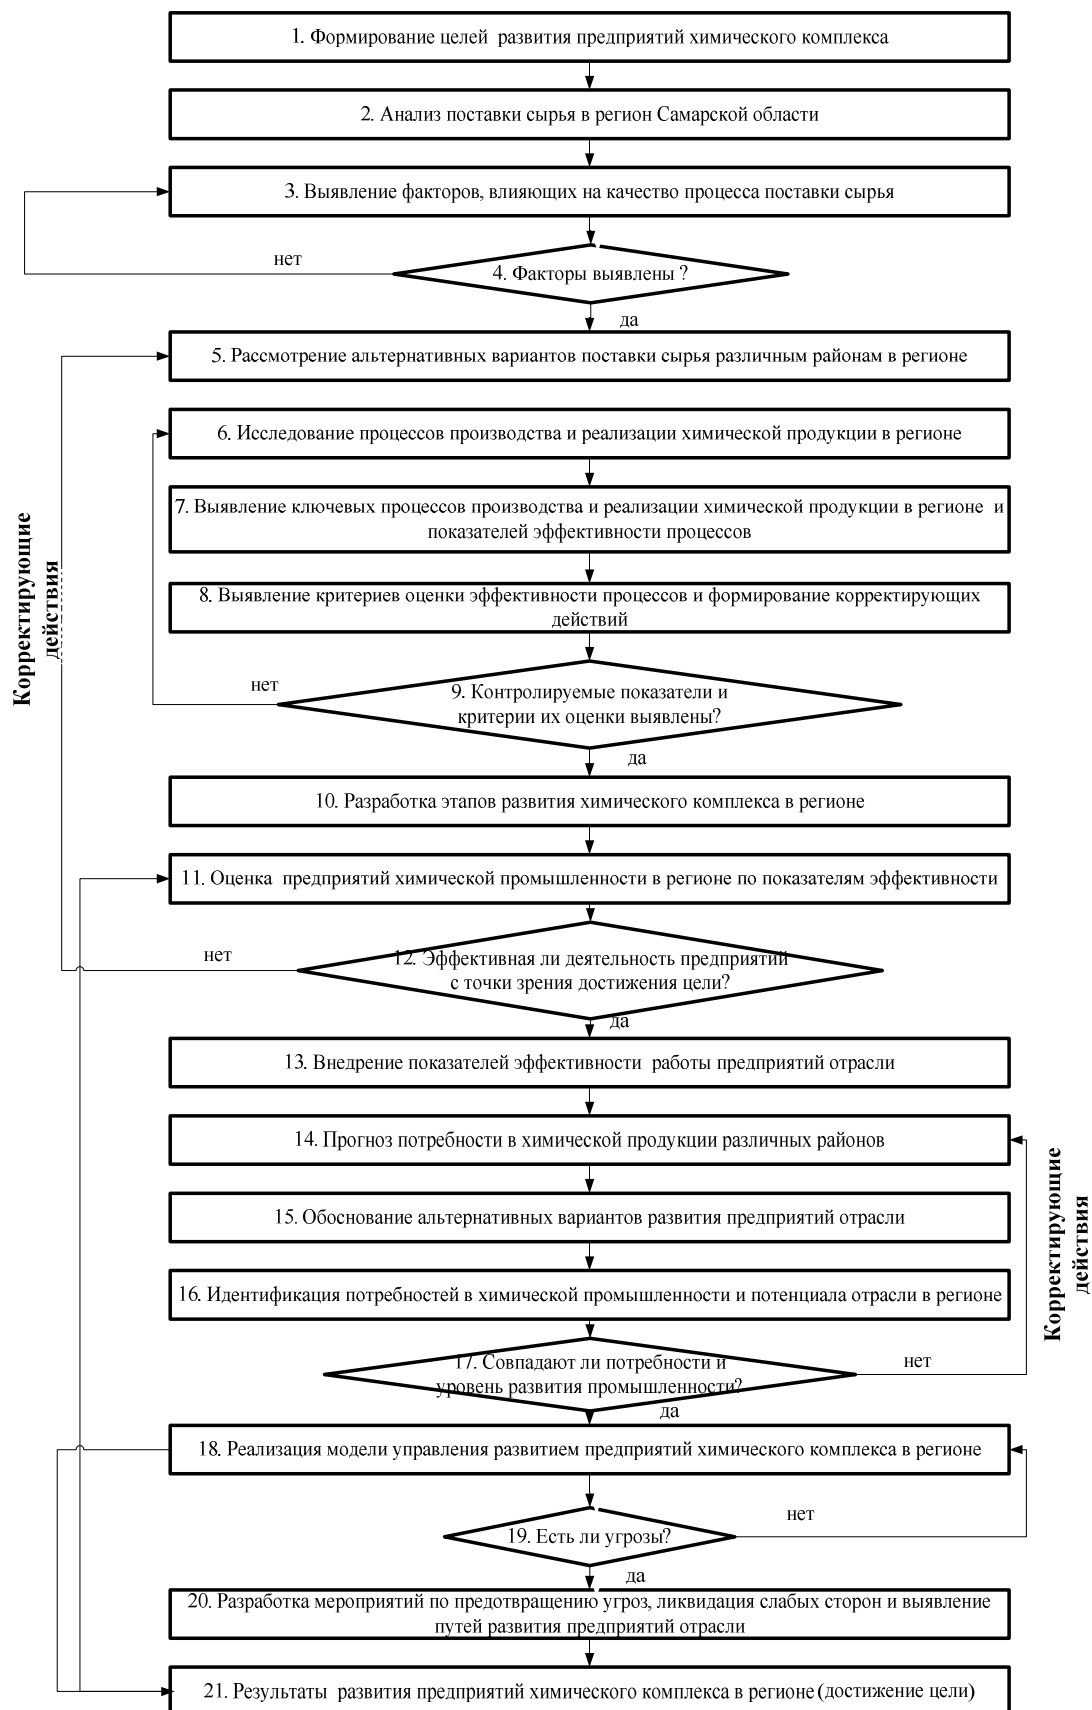 1. Формирование целей развития предприятий химического комплекса
2. Анализ поставки сырья в регион Самарской области
3. Выявление факторов, влияющих на качество процесса поставки сырья
нет
4. Факторы выявлены ?
да
5. Рассмотрение альтернативных вариантов поставки сырья различным районам в регионе
6. Исследование процессов производства и реализации химической продукции в регионе
7. Выявление ключевых процессов производства и реализации химической продукции в регионе и
показателей эффективности процессов
Корректирующие
действия
8. Выявление критериев оценки эффективности процессов и формирование корректирующих
действий
нет
9. Контролируемые показатели и
критерии их оценки выявлены?
да
10. Разработка этапов развития химического комплекса в регионе
11. Оценка предприятий химической промышленности в регионе по показателям эффективности
нет
12. Эффективная ли деятельность предприятий
с точки зрения достижения цели?
да
13. Внедрение показателей эффективности работы предприятий отрасли
14. Прогноз потребности в химической продукции различных районов
15. Обоснование альтернативных вариантов развития предприятий отрасли
Корректирующие
действия
16. Идентификация потребностей в химической промышленности и потенциала отрасли в регионе
17. Совпадают ли потребности и
уровень развития промышленности?
нет
да
18. Реализация модели управления развитием предприятий химического комплекса в регионе
нет
19. Есть ли угрозы?
да
20. Разработка мероприятий по предотвращению угроз, ликвидация слабых сторон и выявление
путей развития предприятий отрасли
21. Результаты развития предприятий химического комплекса в регионе (достижение цели)